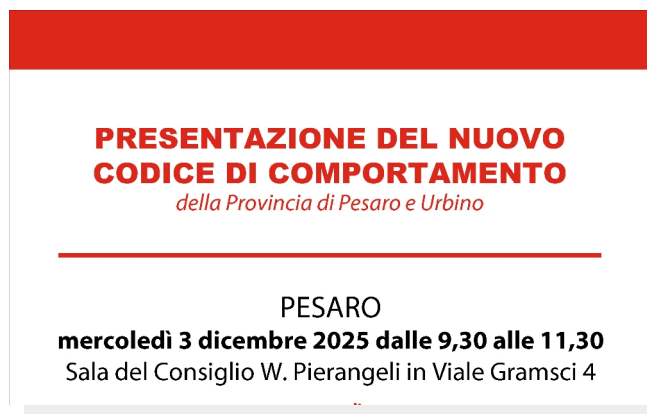 PRESENTAZIONE DEL NUOVO
CODICE DI COMPORTAMENTO
della Provincia di Pesaro e Urbino
PESARO
mercoledì 3 dicembre 2025 dalle 9,30 alle 11,30
Sala del Consiglio W. Pierangeli in Viale Gramsci 4